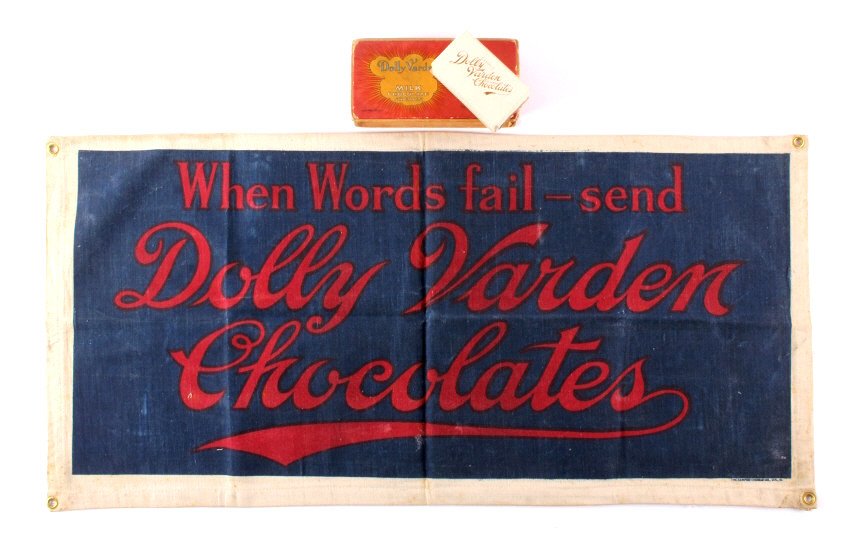 Dolly Varden
MILK
Dolly
Varden
Chocolates
When Words fail – send
Dolly Varden
Chocolates